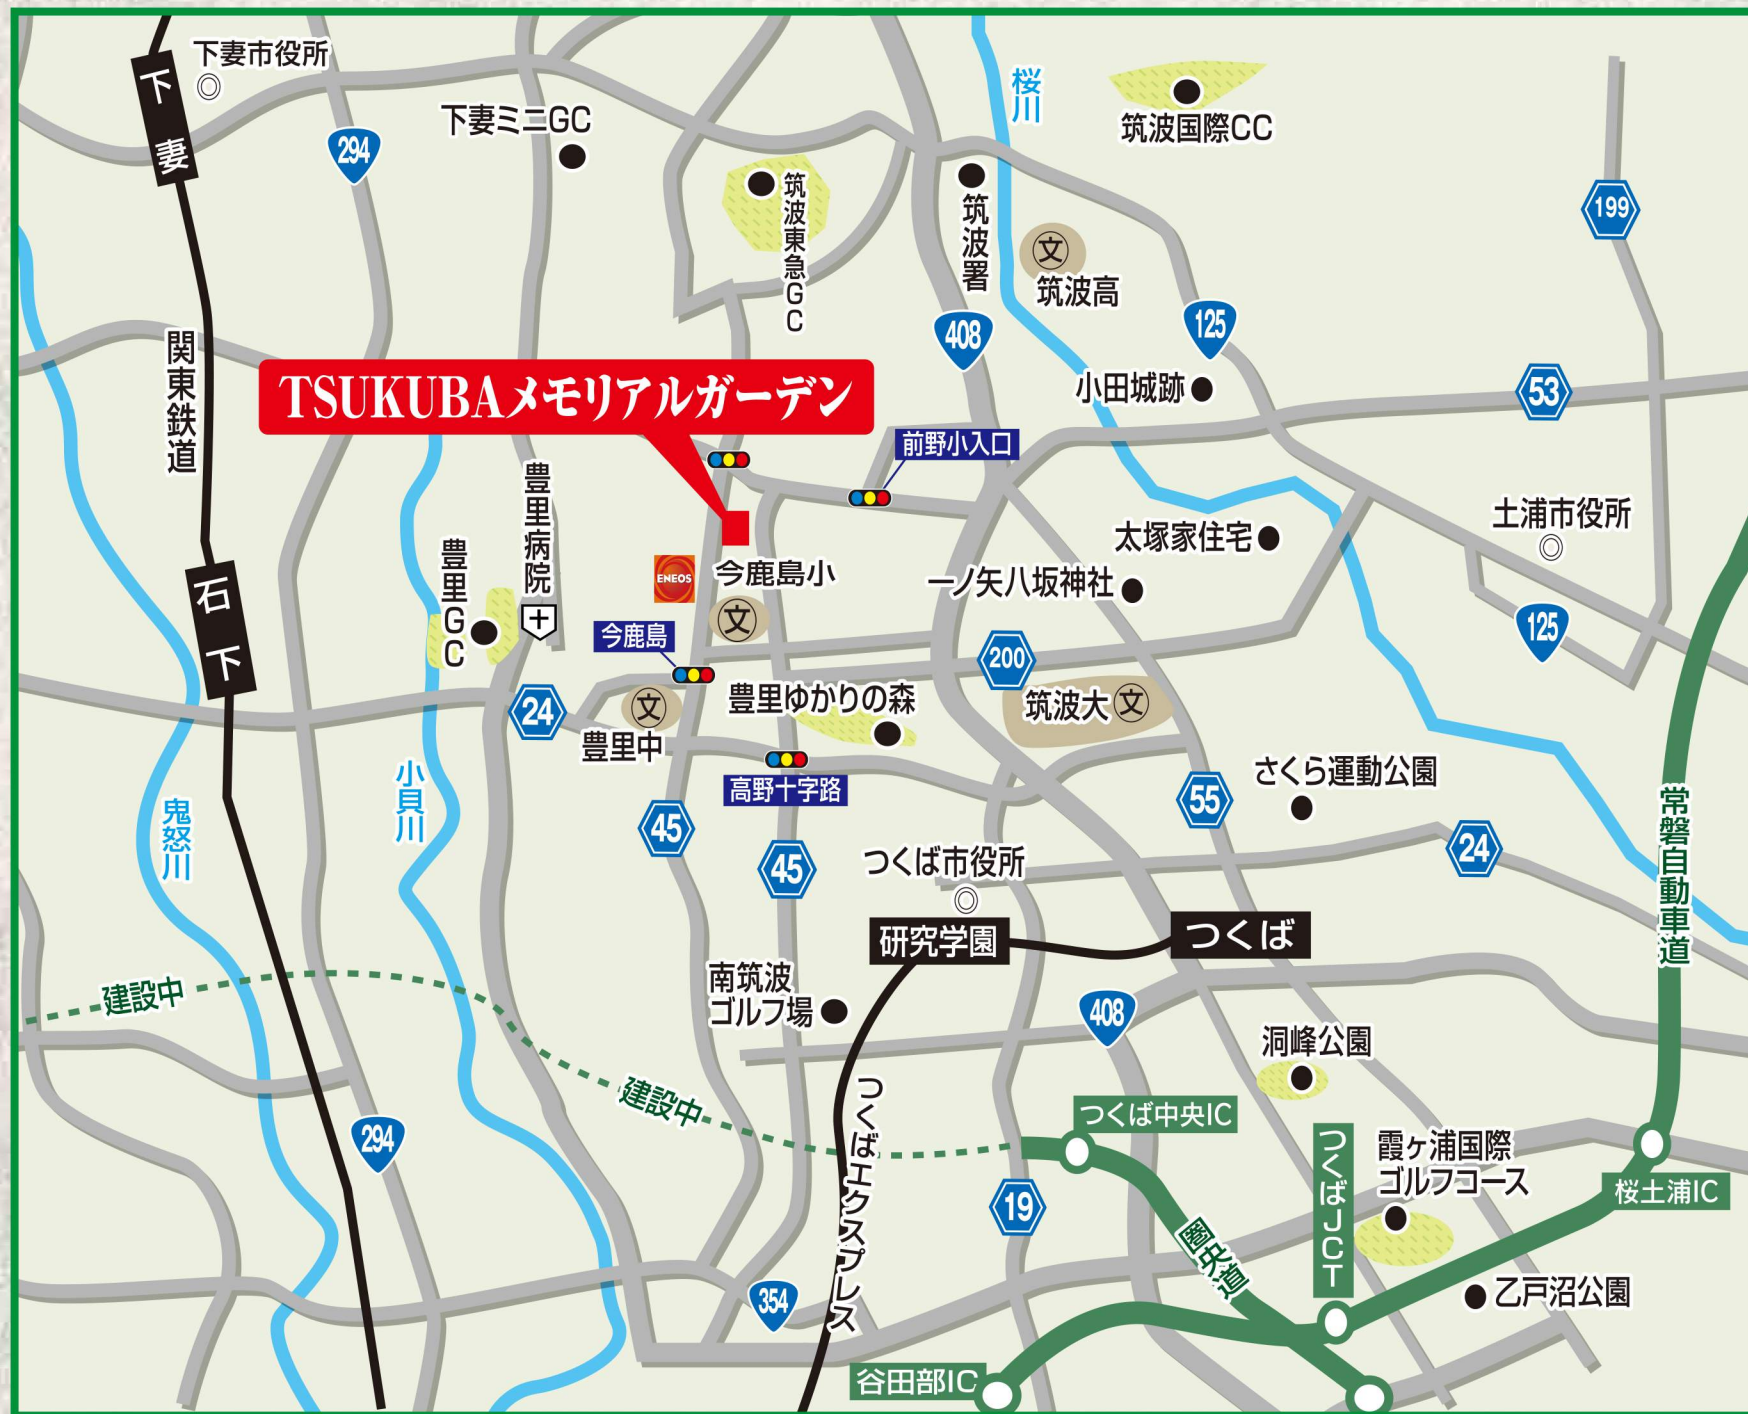 下妻市役所
下妻
294
下妻ミニGC
筑波東急GC
桜川
筑波国際CC
筑波署
文
筑波高
199
408
125
関東鉄道
TSUKUBAメモリアルガーデン
小田城跡
53
前野小入口
豊里病院
豊里GC
ENEOS
今鹿島小
文
太塚家住宅
土浦市役所
一ノ矢八坂神社
125
石下
今鹿島
200
24
文
豊里中
豊里ゆかりの森
筑波大
文
高野十字路
さくら運動公園
鬼怒川
小貝川
45
45
55
24
常磐自動車道
つくば市役所
研究学園
つくば
建設中
南筑波
ゴルフ場
408
洞峰公園
建設中
つくばエクスプレス
つくば中央IC
294
19
つくばJCT
霞ヶ浦国際
ゴルフコース
桜土浦IC
圏央道
354
乙戸沼公園
谷田部IC